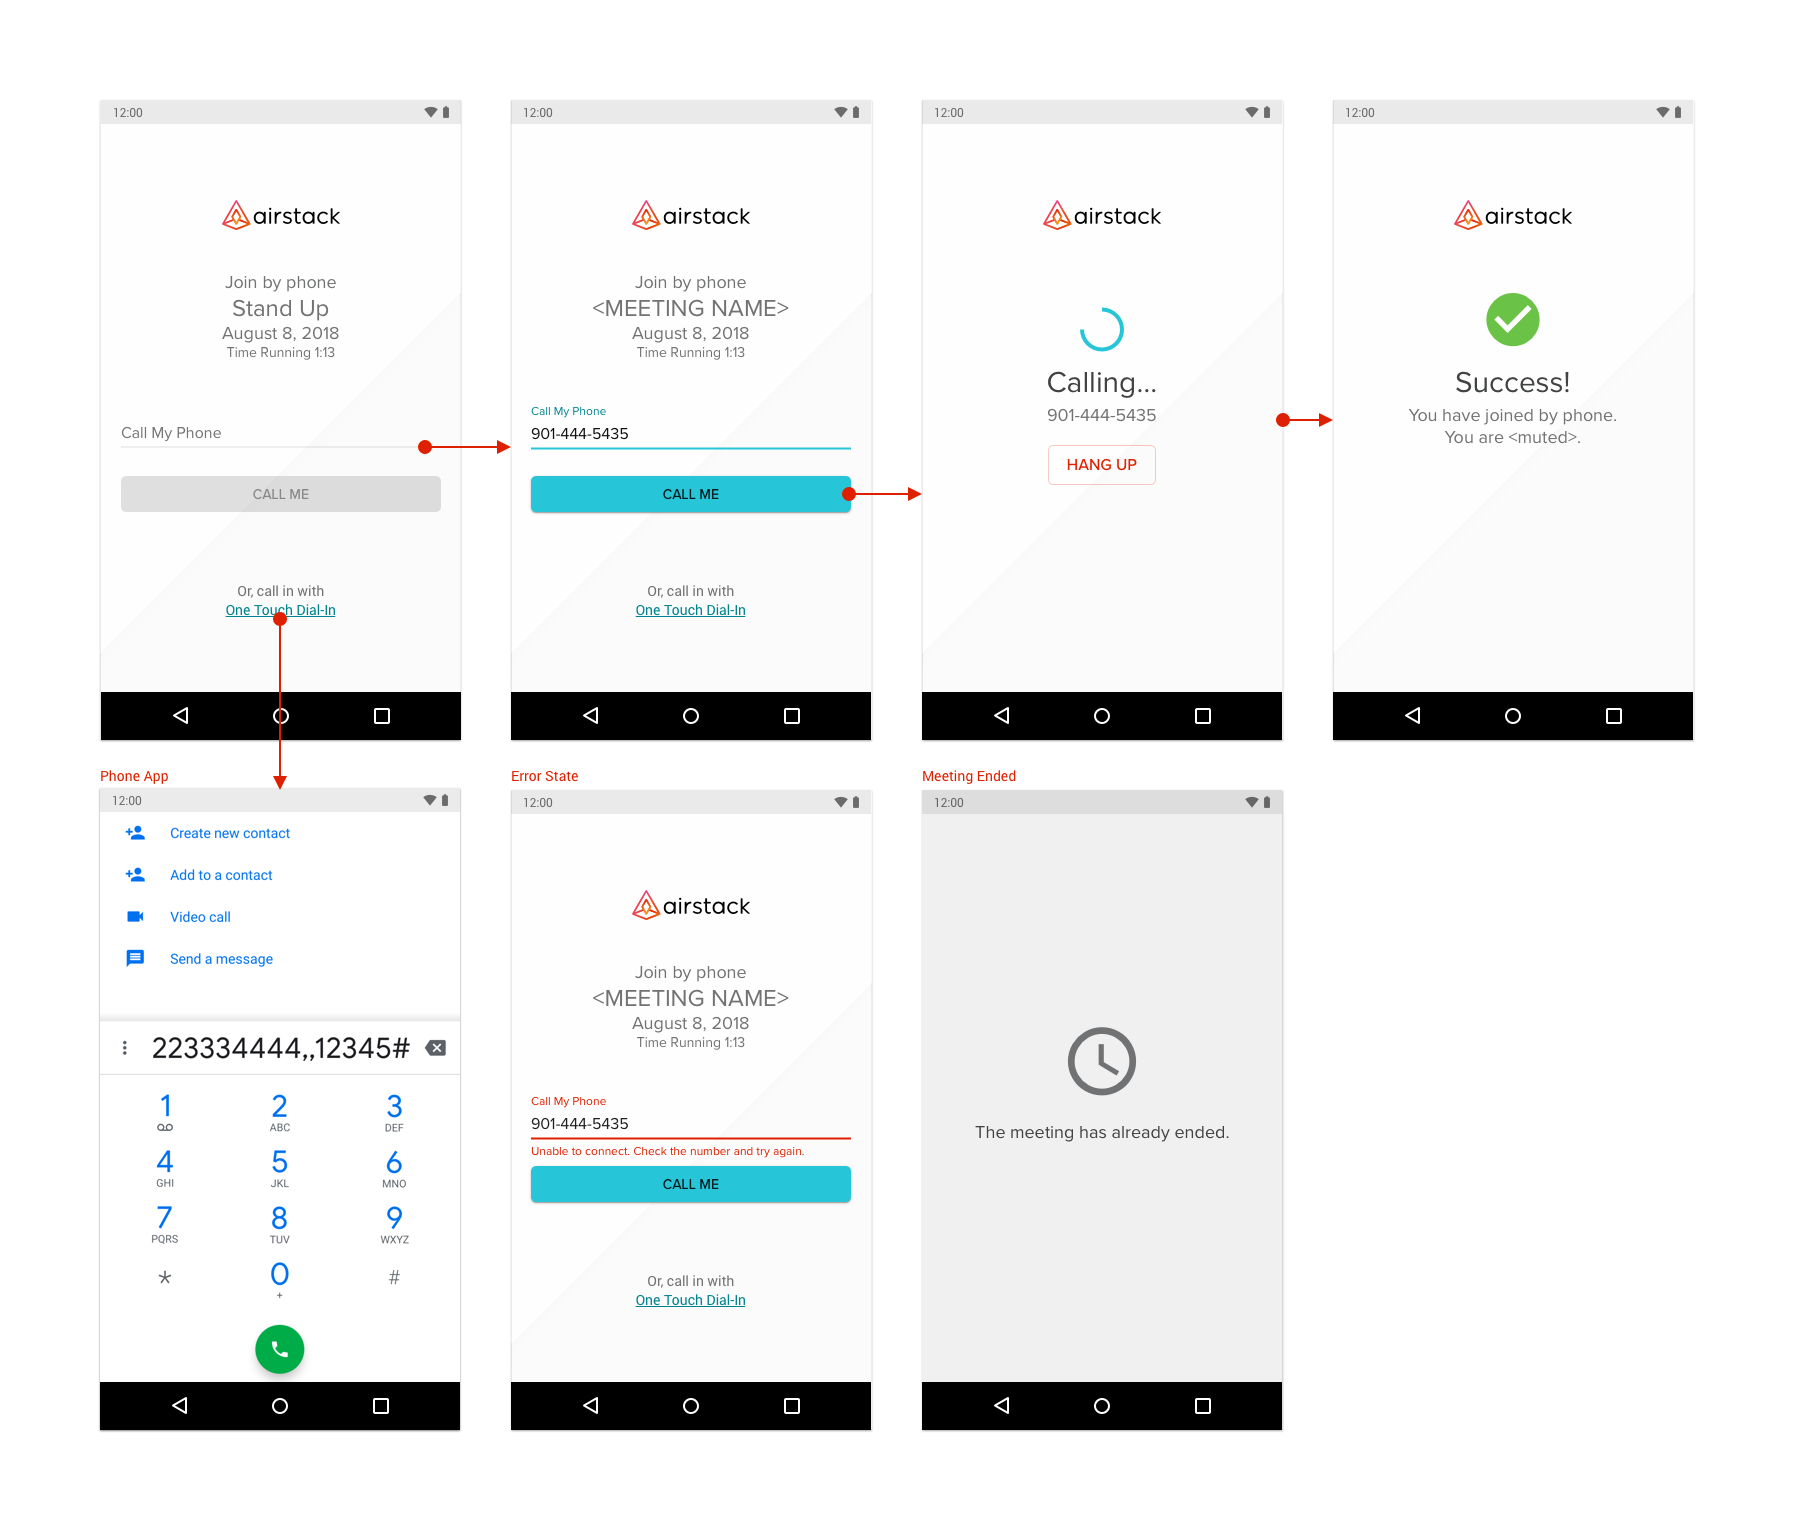 12:00
airstack
Join by phone
Stand Up
August 8, 2018
Time Running 1:13
Call My Phone
CALL ME
Or, call in with
One Touch Dial-In
12:00
airstack
Join by phone
<MEETING NAME>
August 8, 2018
Time Running 1:13
Call My Phone
901-444-5435
CALL ME
Or, call in with
One Touch Dial-In
12:00
airstack
Calling...
901-444-5435
HANG UP
12:00
airstack
Success!
You have joined by phone.
You are <muted>.
Phone App
12:00
Create new contact
Add to a contact
Video call
Send a message
223334444,,12345#
1 2 3
ABC DEF
4 5 6
GHI JKL MNO
7 8 9
PQRS TUV WXYZ
* 0 #
+
Error State
12:00
airstack
Join by phone
<MEETING NAME>
August 8, 2018
Time Running 1:13
Call My Phone
901-444-5435
Unable to connect. Check the number and try again.
CALL ME
Or, call in with
One Touch Dial-In
Meeting Ended
12:00
The meeting has already ended.